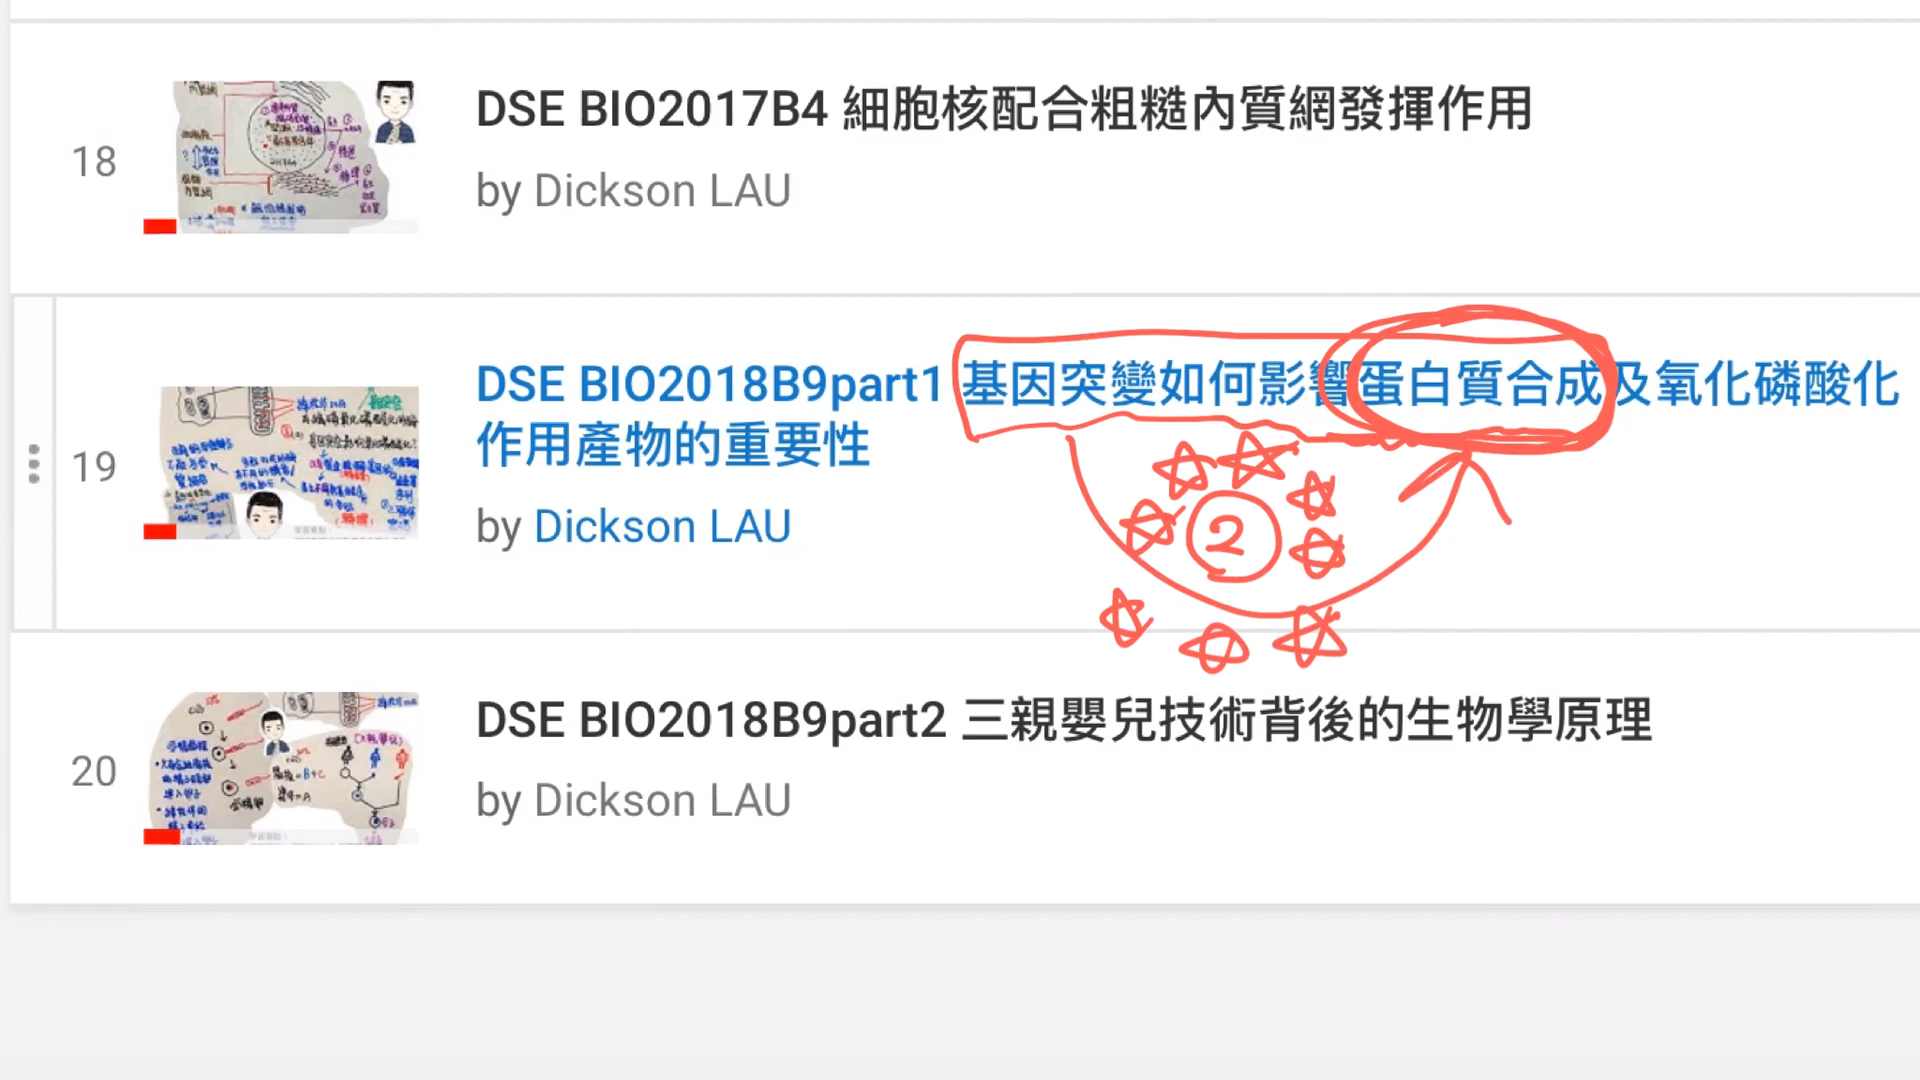 18
DSE BIO2017B4 細胞核配合粗糙內質網發揮作用
by Dickson LAU
19
DSE BIO2018B9part1 基因突變如何影響蛋白質合成及氧化磷酸化
作用產物的重要性
by Dickson LAU
2
20
DSE BIO2018B9part2 三親嬰兒技術背後的生物學原理
by Dickson LAU